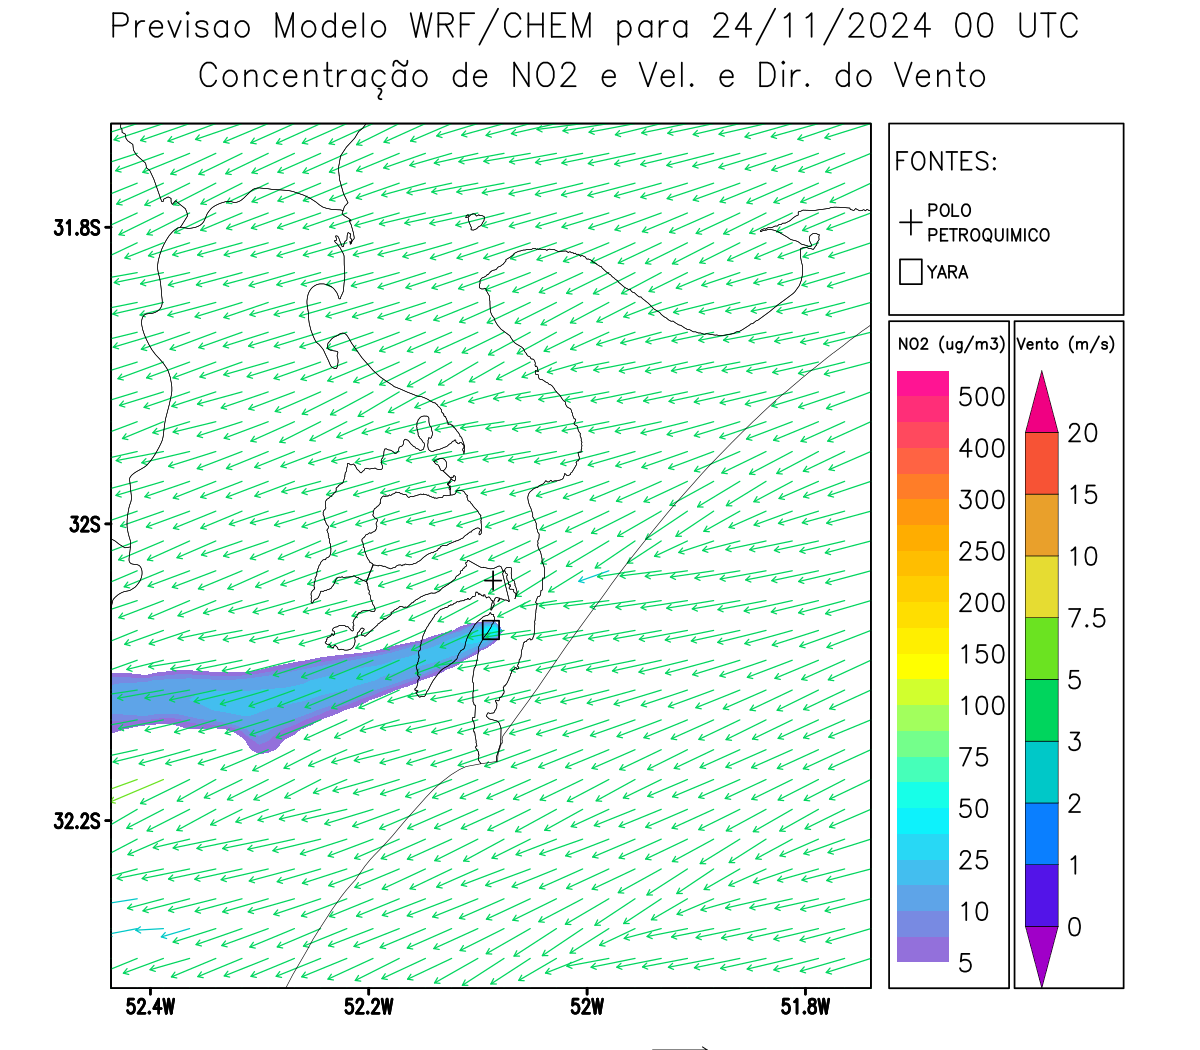 Previsao Modelo WRF/CHEM para 24/11/2024 00 UTC
Concentração de NO2 e Vel. e Dir. do Vento
FONTES:
POLO
PETROQUIMICO
YARA
NO2 (ug/m3)
500
400
300
250
200
150
100
75
50
25
10
5
Vento (m/s)
20
15
10
7.5
5
3
2
1
0
31.8S
32S
32.2S
52.4W
52.2W
52W
51.8W